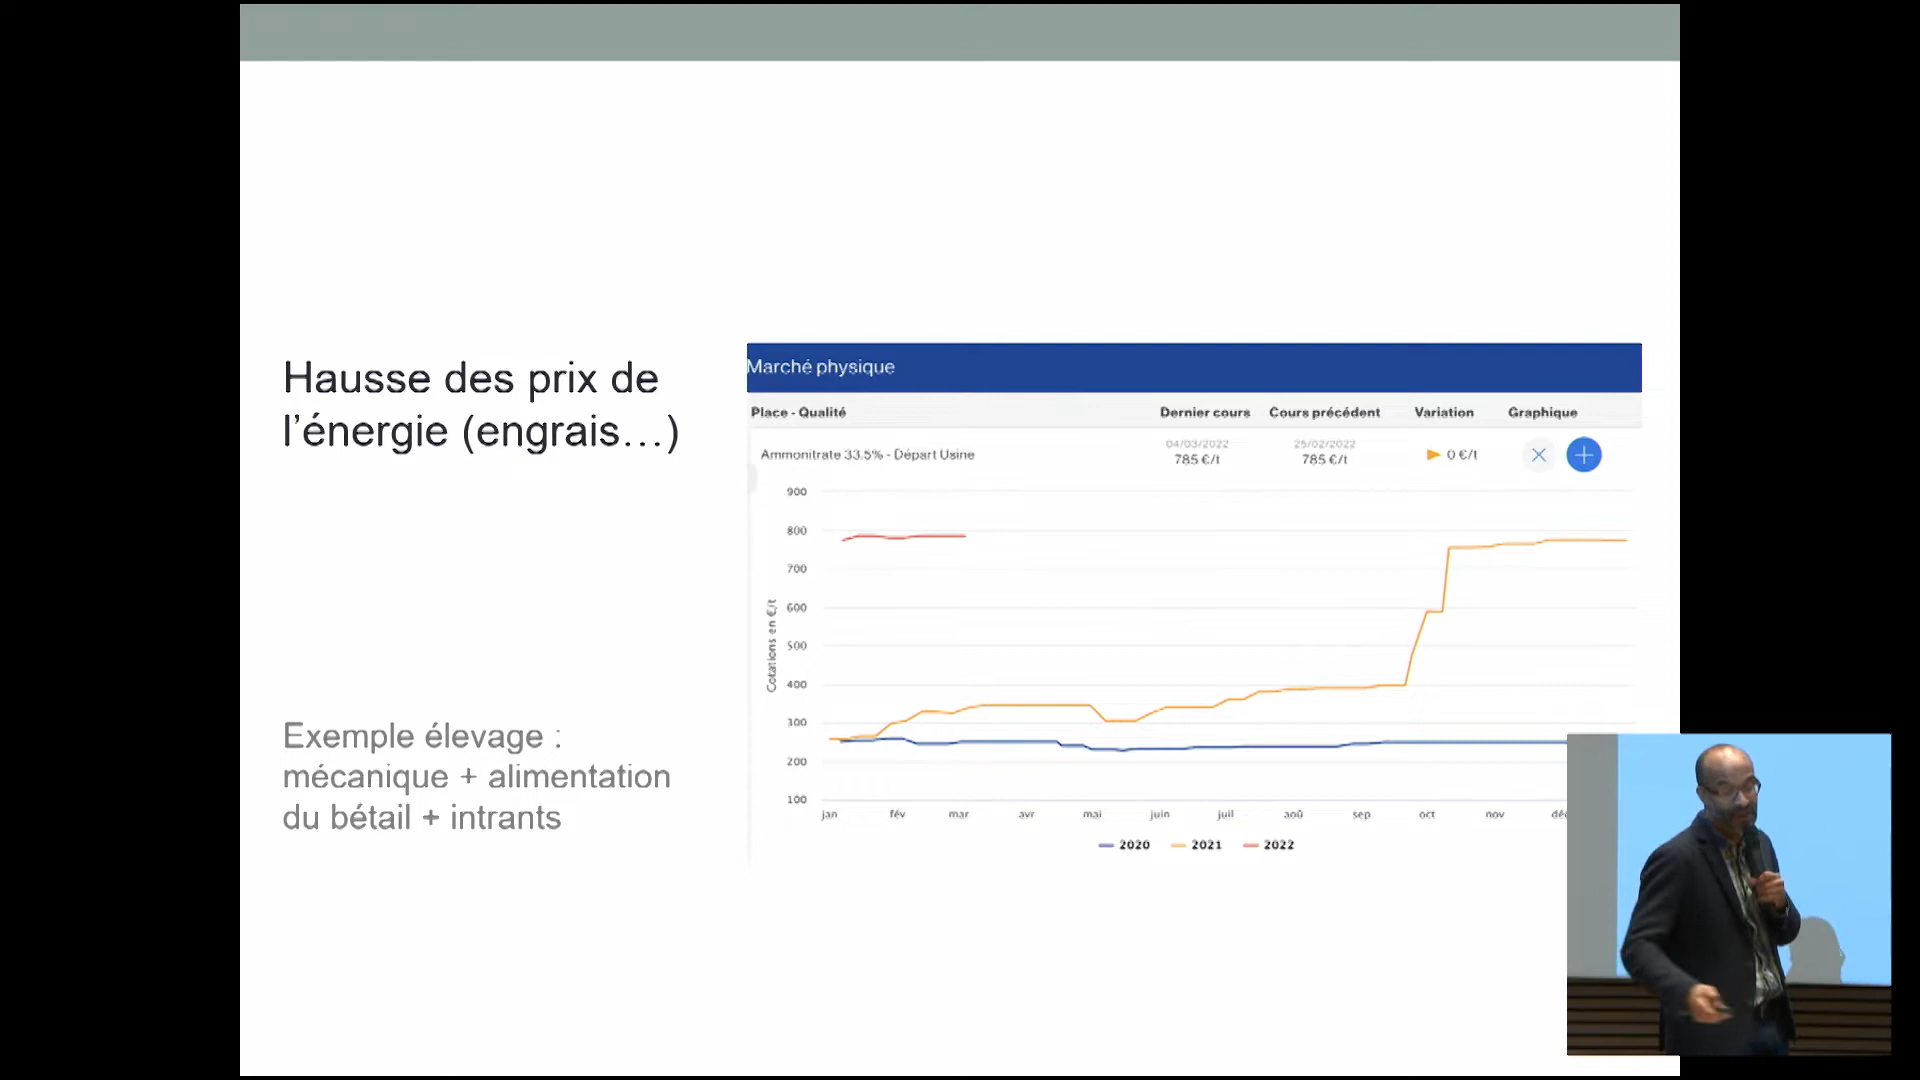 Hausse des prix de
l’énergie (engrais…)
Exemple élevage :
mécanique + alimentation
du bétail + intrants
Marché physique
Place - Qualité Dernier cours Cours précédent Variation Graphique
04/03/2022 25/02/2022
Ammonitrate 33.5% - Départ Usine 785 €/t 785 €/t 0 €/t
900
800
700
600
500
400
300
200
100
Cotations en €/t
jan fév mar avr mai juin juil aoû sep oct nov
2020 2021 2022